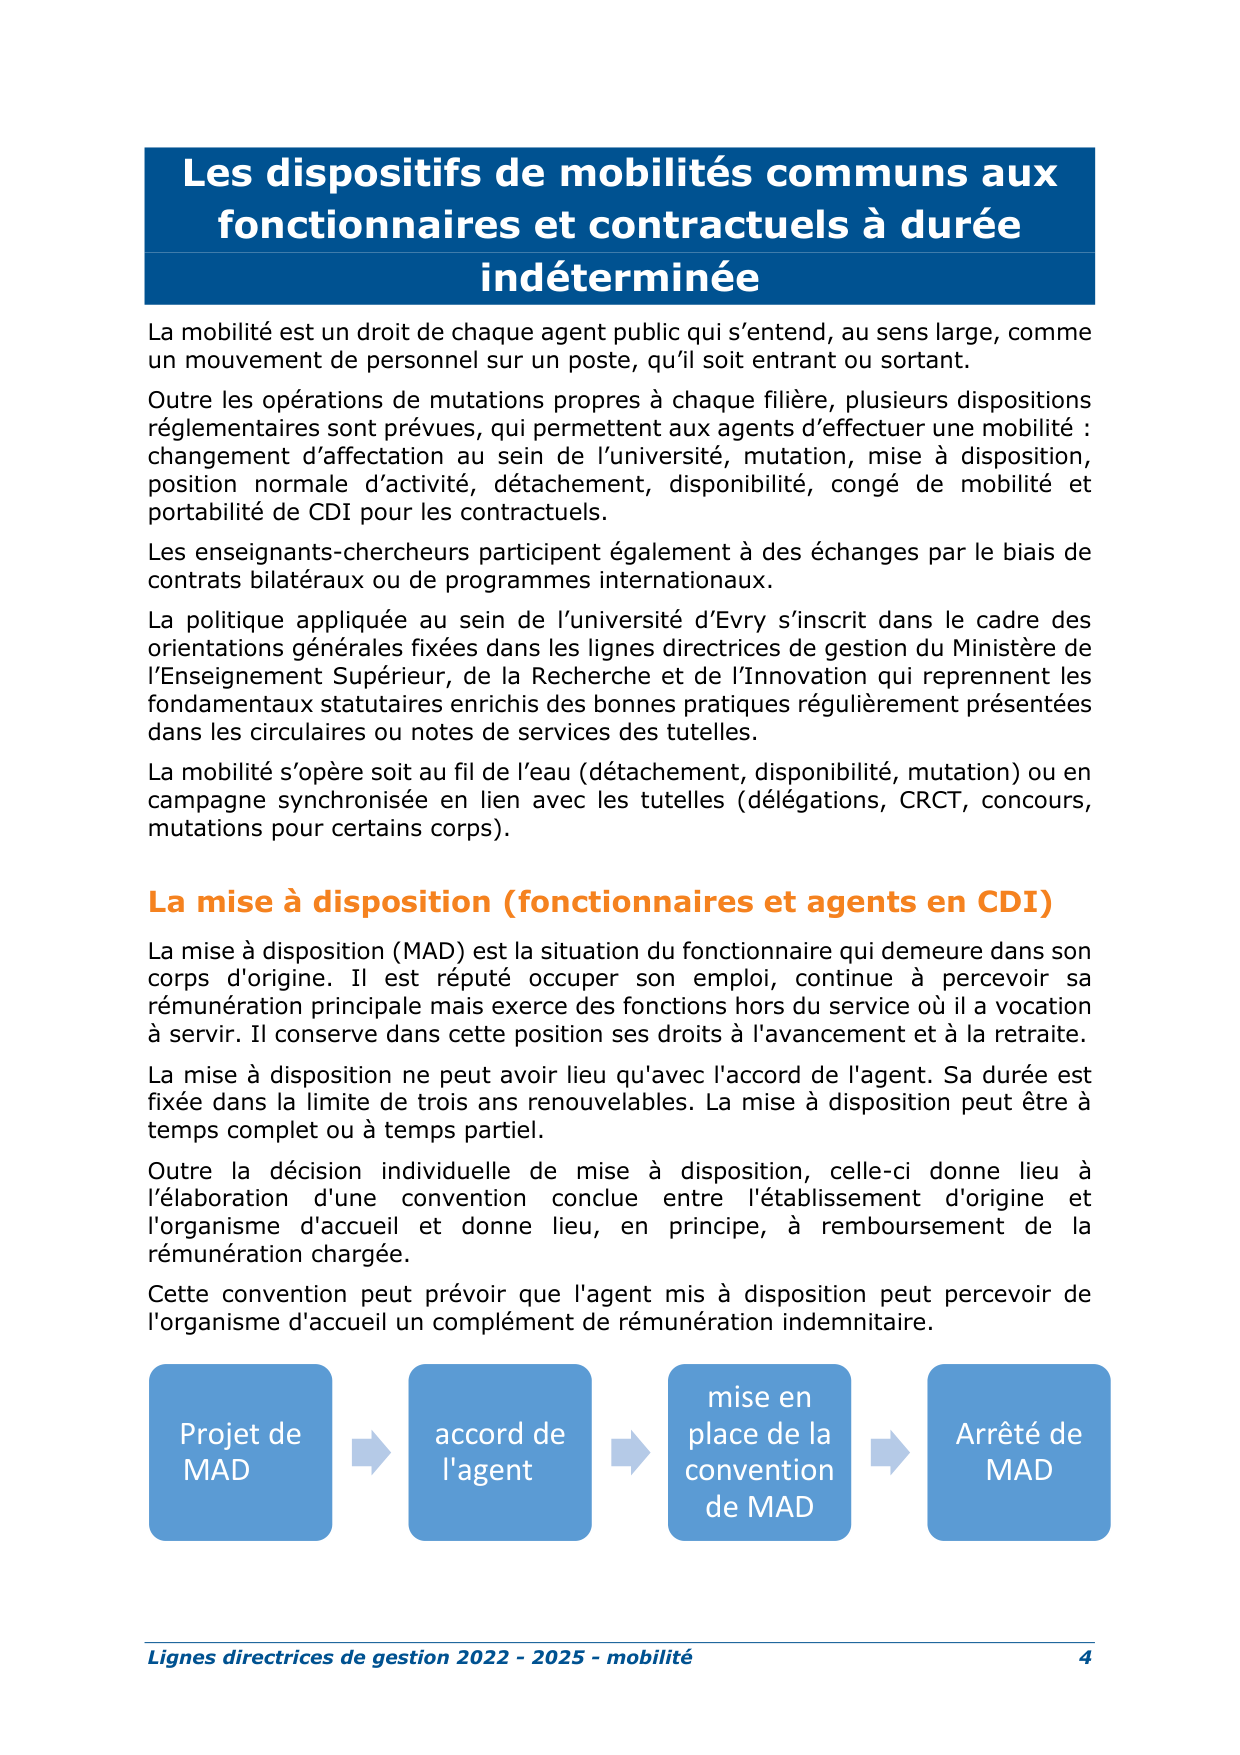 Les dispositifs de mobilités communs aux
fonctionnaires et contractuels à durée
indéterminée
La mobilité est un droit de chaque agent public qui s’entend, au sens large, comme
un mouvement de personnel sur un poste, qu’il soit entrant ou sortant.
Outre les opérations de mutations propres à chaque filière, plusieurs dispositions
réglementaires sont prévues, qui permettent aux agents d’effectuer une mobilité :
changement d’affectation au sein de l’université, mutation, mise à disposition,
position normale d’activité, détachement, disponibilité, congé de mobilité et
portabilité de CDI pour les contractuels.
Les enseignants-chercheurs participent également à des échanges par le biais de
contrats bilatéraux ou de programmes internationaux.
La politique appliquée au sein de l’université d’Evry s’inscrit dans le cadre des
orientations générales fixées dans les lignes directrices de gestion du Ministère de
l’Enseignement Supérieur, de la Recherche et de l’Innovation qui reprennent les
fondamentaux statutaires enrichis des bonnes pratiques régulièrement présentées
dans les circulaires ou notes de services des tutelles.
La mobilité s’opère soit au fil de l’eau (détachement, disponibilité, mutation) ou en
campagne synchronisée en lien avec les tutelles (délégations, CRCT, concours,
mutations pour certains corps).
La mise à disposition (fonctionnaires et agents en CDI)
La mise à disposition (MAD) est la situation du fonctionnaire qui demeure dans son
corps d'origine. Il est réputé occuper son emploi, continue à percevoir sa
rémunération principale mais exerce des fonctions hors du service où il a vocation
à servir. Il conserve dans cette position ses droits à l'avancement et à la retraite.
La mise à disposition ne peut avoir lieu qu'avec l'accord de l'agent. Sa durée est
fixée dans la limite de trois ans renouvelables. La mise à disposition peut être à
temps complet ou à temps partiel.
Outre la décision individuelle de mise à disposition, celle-ci donne lieu à
l’élaboration d'une convention conclue entre l'établissement d'origine et
l'organisme d'accueil et donne lieu, en principe, à remboursement de la
rémunération chargée.
Cette convention peut prévoir que l'agent mis à disposition peut percevoir de
l'organisme d'accueil un complément de rémunération indemnitaire.
Projet de
MAD
accord de
l'agent
mise en
place de la
convention
de MAD
Arrêté de
MAD
Lignes directrices de gestion 2022 - 2025 - mobilité 4